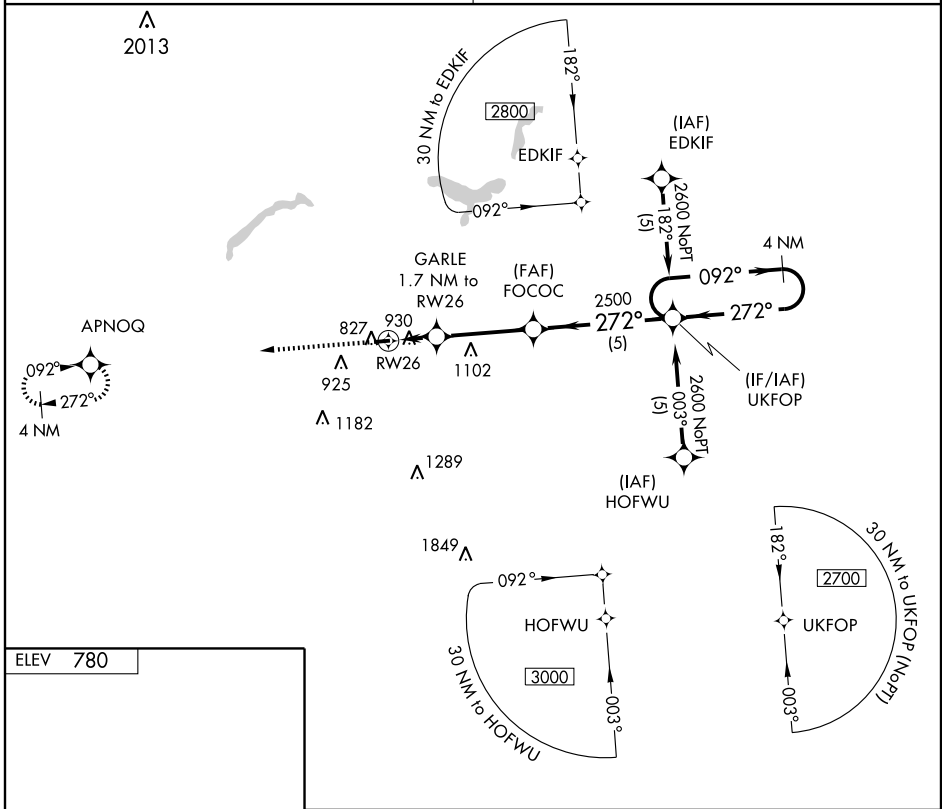 2013
30 NM to EDKIF
182°
2800
EDKIF
092°
(IAF)
EDKIF
2600 NoPT
182°
(5)
4 NM
092°
272°
GARLE
1.7 NM to
RW26
(FAF)
FOCOC
2500
272°
(5)
APNOQ
092°
272°
4 NM
827
930
RW26
925
1102
1182
1289
1849
(IF/IAF)
UKFOP
2600 NoPT
003°
(5)
(IAF)
HOFWU
092°
HOFWU
3000
003°
30 NM to HOFWU
182°
2700
UKFOP
003°
30 NM to UKFOP (NoPT)
ELEV 780